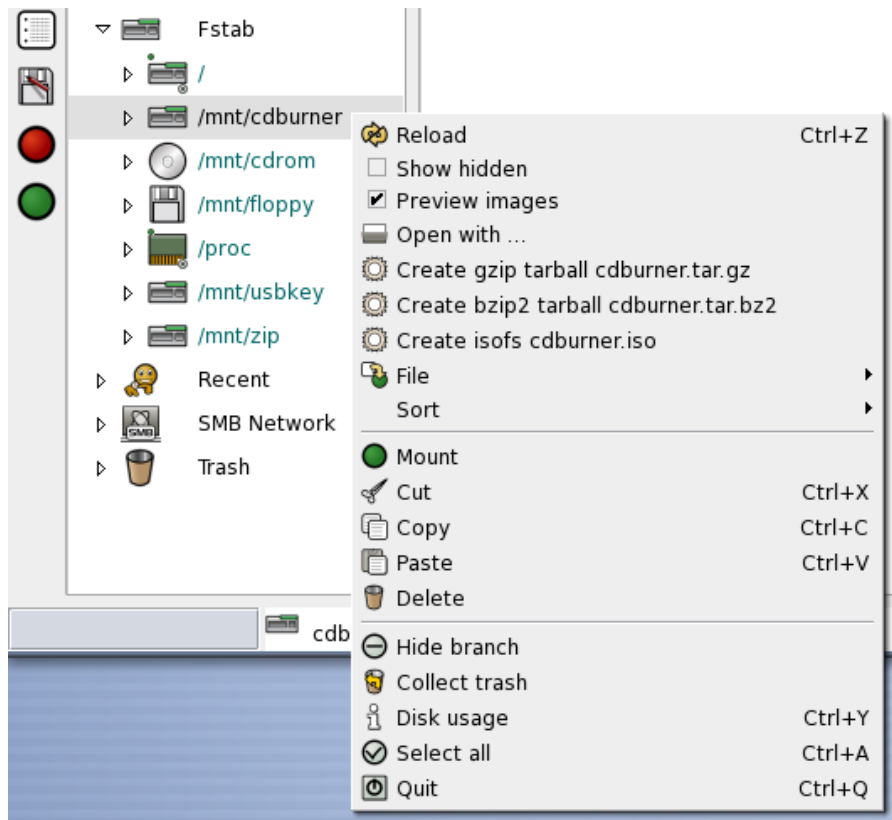 Fstab
/
/mnt/cdburner
/mnt/cdrom
/mnt/floppy
/proc
/mnt/usbkey
/mnt/zip
Recent
SMB
SMB Network
Trash
cdb
Reload Ctrl+Z
Show hidden
Preview images
Open with ...
Create gzip tarball cdburner.tar.gz
Create bzip2 tarball cdburner.tar.bz2
Create isofs cdburner.iso
File
Sort
Mount
Cut Ctrl+X
Copy Ctrl+C
Paste Ctrl+V
Delete
Hide branch
Collect trash
Disk usage Ctrl+Y
Select all Ctrl+A
Quit Ctrl+Q